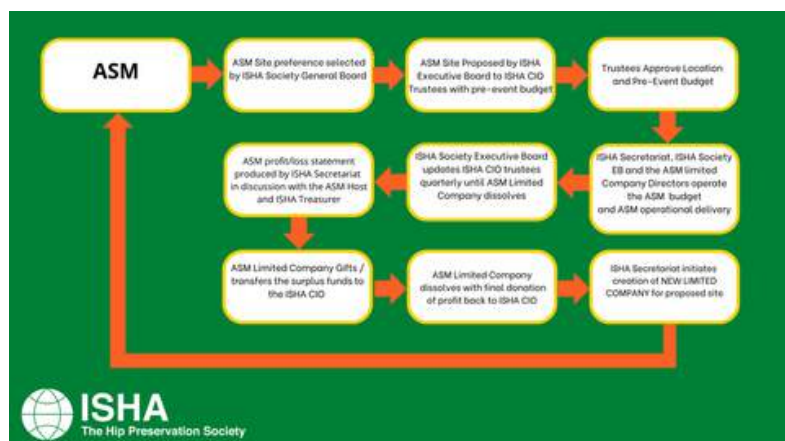 ASM
ASM Site preference selected
by ISHA Society General Board
ASM Site Proposed by ISHA
Executive Board to ISHA CIO
Trustees with pre-event budget
Trustees Approve Location
and Pre-Event Budget
ISHA Secretariat, ISHA Society
EB and the ASM limited
Company Directors operate
the ASM budget
and ASM operational delivery
ISHA Society Executive Board
updates ISHA CIO trustees
quarterly until ASM Limited
Company dissolves
ASM profit/loss statement
produced by ISHA Secretariat
in discussion with the ASM Host
and ISHA Treasurer
ASM Limited Company Gifts /
transfers the surplus funds to
the ISHA CIO
ASM Limited Company
dissolves with final donation
of profit back to ISHA CIO
ISHA Secretariat initiates
creation of NEW LIMITED
COMPANY for proposed site
ISHA
The Hip Preservation Society